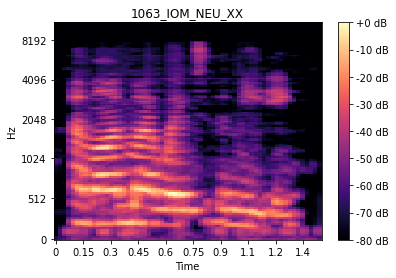 1063_IOM_NEU_XX
8192
4096
2048
1024
512
0
Hz
0 0.15 0.3 0.45 0.6 0.75 0.9 1.1 1.2 1.4
Time
+0 dB
-10 dB
-20 dB
-30 dB
-40 dB
-50 dB
-60 dB
-70 dB
-80 dB